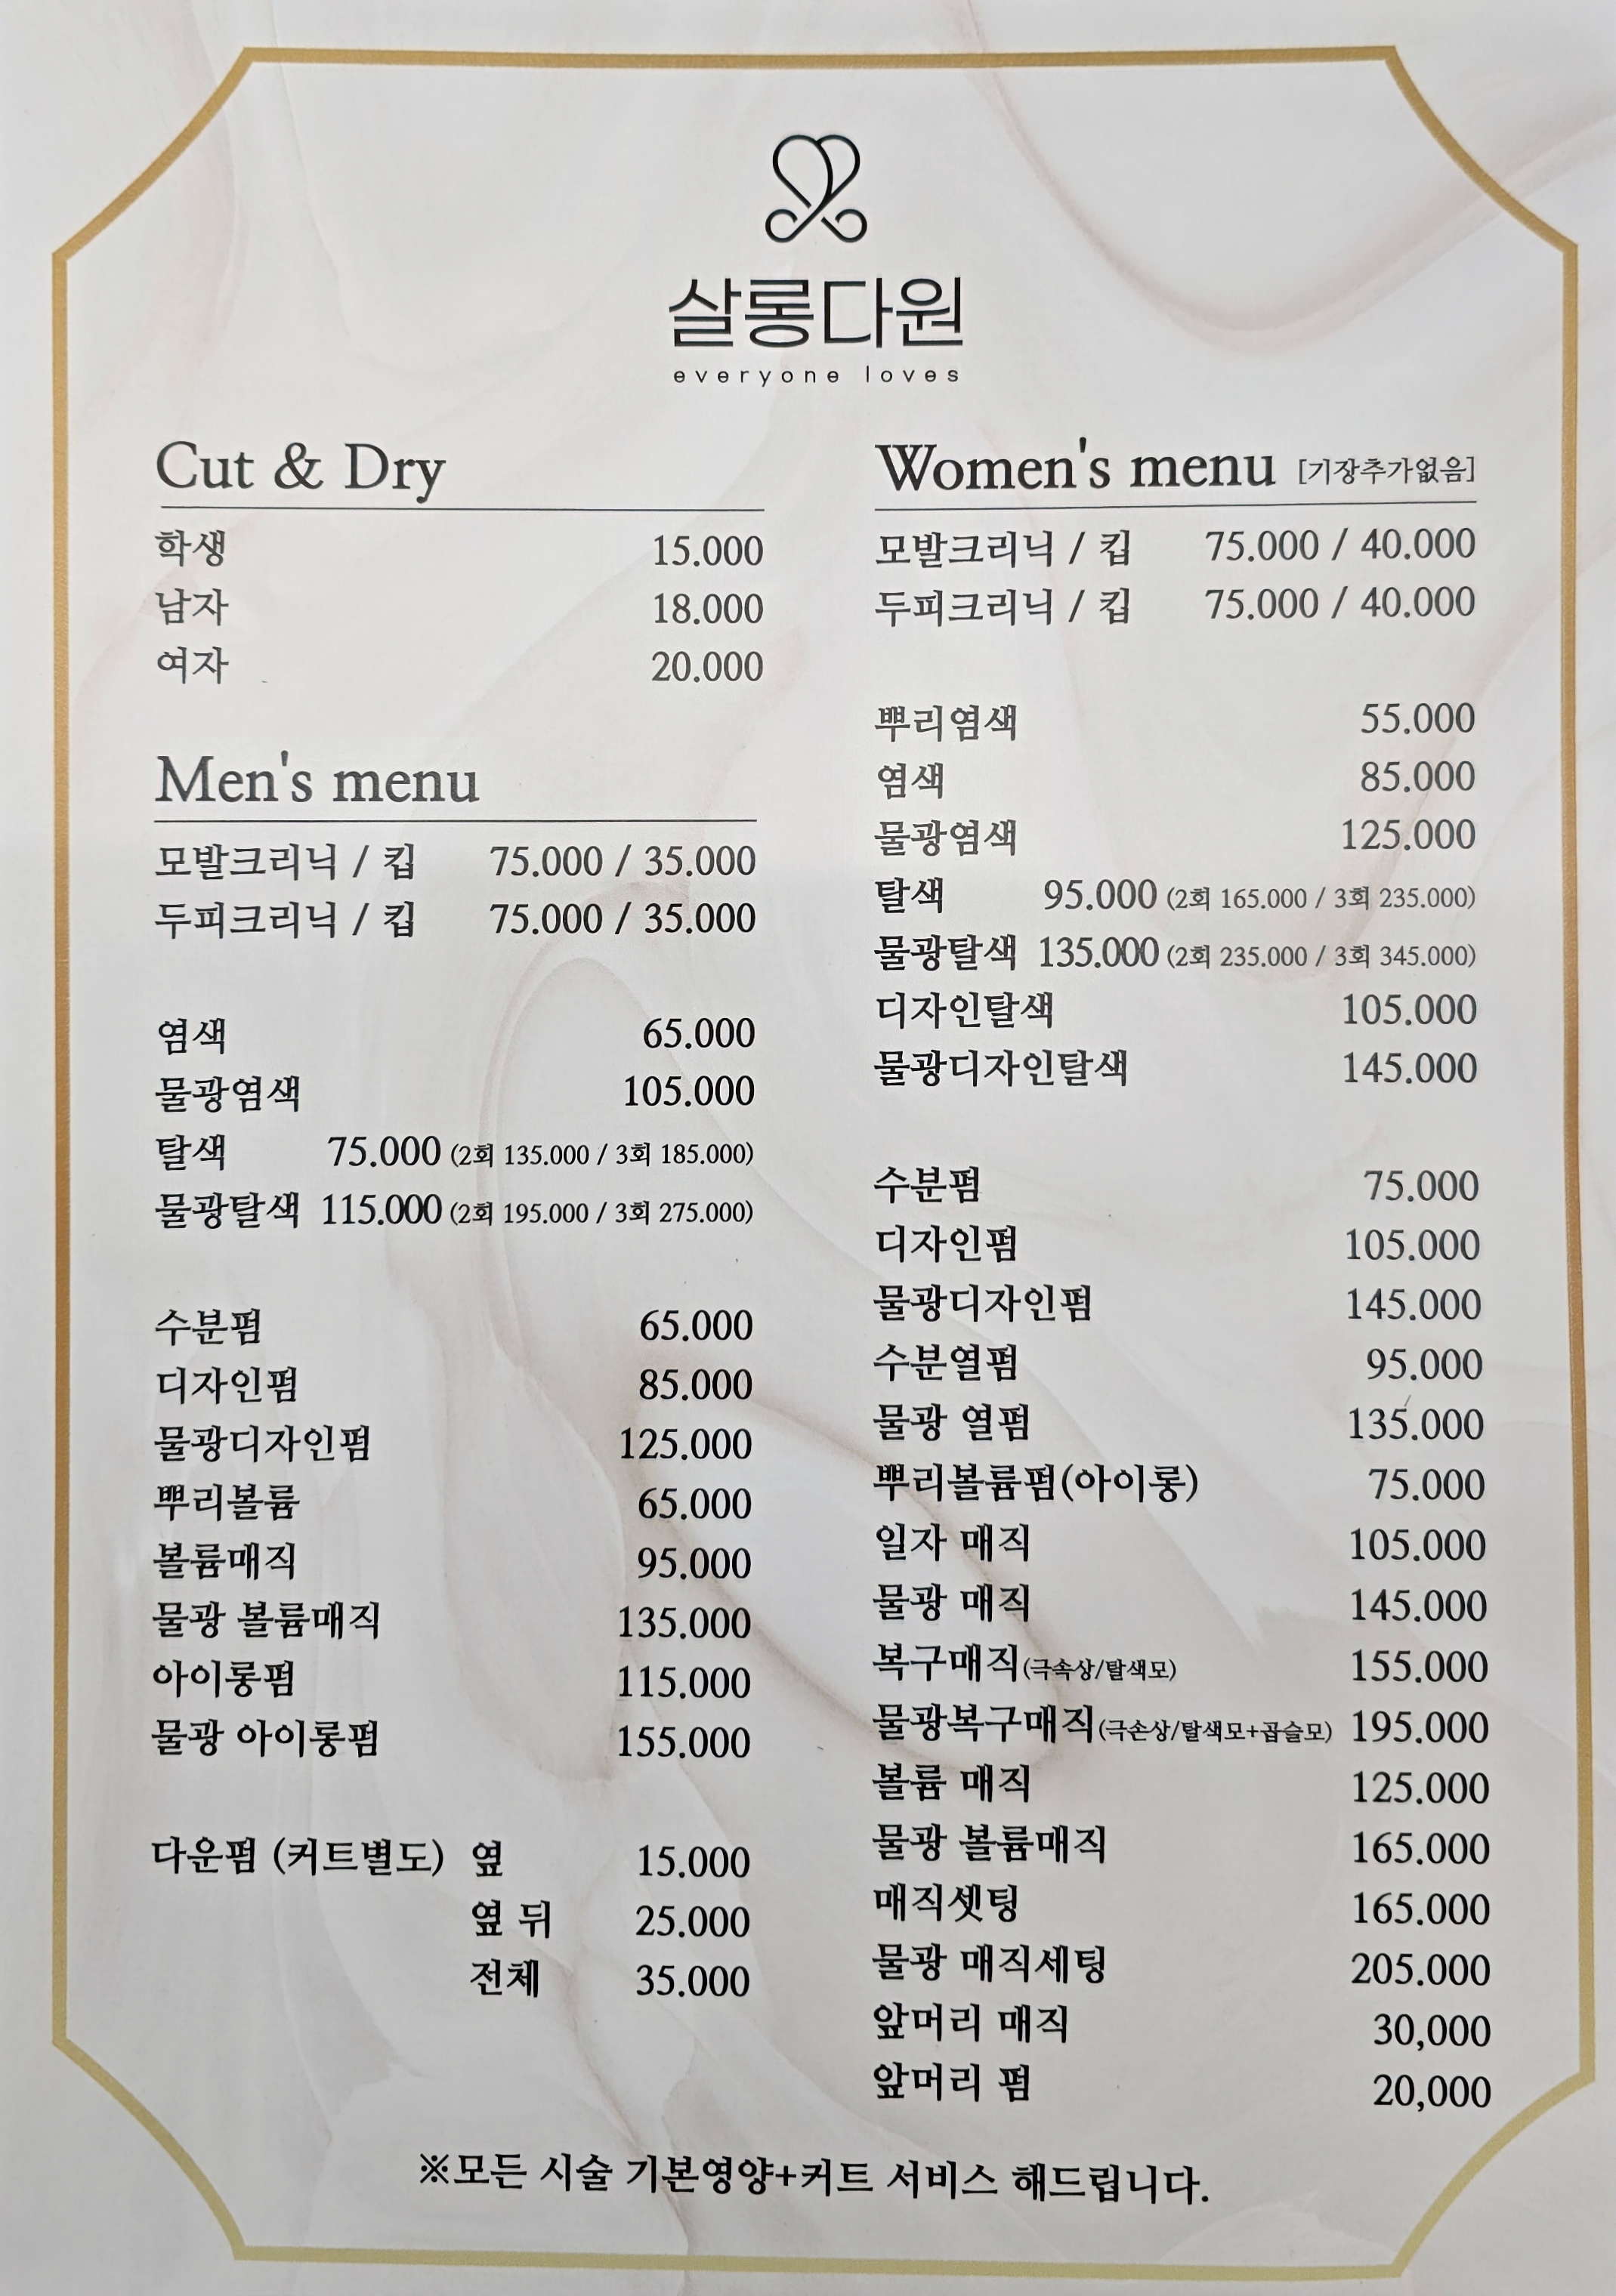 살롱다원
everyone loves
Cut & Dry
학생 15.000
남자 18.000
여자 20.000
Men's menu
모발크리닉 / 킵 75.000 / 35.000
두피크리닉 / 킵 75.000 / 35.000
염색 65.000
물광염색 105.000
탈색 75.000 (2회 135.000 / 3회 185.000)
물광탈색 115.000 (2회 195.000 / 3회 275.000)
수분펌 65.000
디자인펌 85.000
물광디자인펌 125.000
뿌리볼륨 65.000
볼륨매직 95.000
물광 볼륨매직 135.000
아이롱펌 115.000
물광 아이롱펌 155.000
다운펌 (커트별도) 옆 15.000
옆 뒤 25.000
전체 35.000
Women's menu [기장추가없음]
모발크리닉 / 킵 75.000 / 40.000
두피크리닉 / 킵 75.000 / 40.000
뿌리염색 55.000
염색 85.000
물광염색 125.000
탈색 95.000 (2회 165.000 / 3회 235.000)
물광탈색 135.000 (2회 235.000 / 3회 345.000)
디자인탈색 105.000
물광디자인탈색 145.000
수분펌 75.000
디자인펌 105.000
물광디자인펌 145.000
수분열펌 95.000
물광 열펌 135.000
뿌리볼륨펌(아이롱) 75.000
일자 매직 105.000
물광 매직 145.000
복구매직(극속상/탈색모) 155.000
물광복구매직(극손상/탈색모+곱슬모) 195.000
볼륨 매직 125.000
물광 볼륨매직 165.000
매직셋팅 165.000
물광 매직세팅 205.000
앞머리 매직 30,000
앞머리 펌 20,000
※모든 시술 기본영양+커트 서비스 해드립니다.